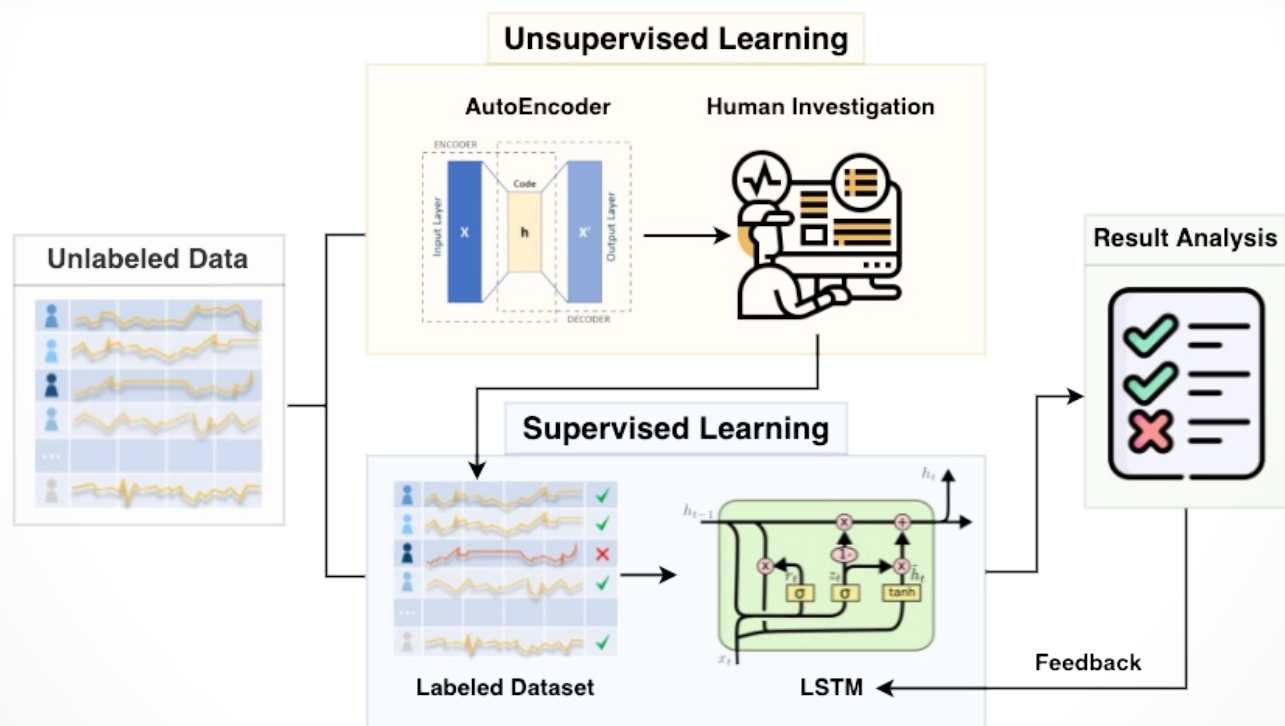 Unsupervised Learning
AutoEncoder
Human Investigation
ENCODER
Code
Input Layer
X
h
X'
Output Layer
DECODER
Unlabeled Data
...
Result Analysis
Supervised Learning
...
h_{t-1}
h_t
x
+
1-
x
x
r_t
z_t
h̃_t
σ
σ
tanh
x_t
Labeled Dataset
LSTM
Feedback